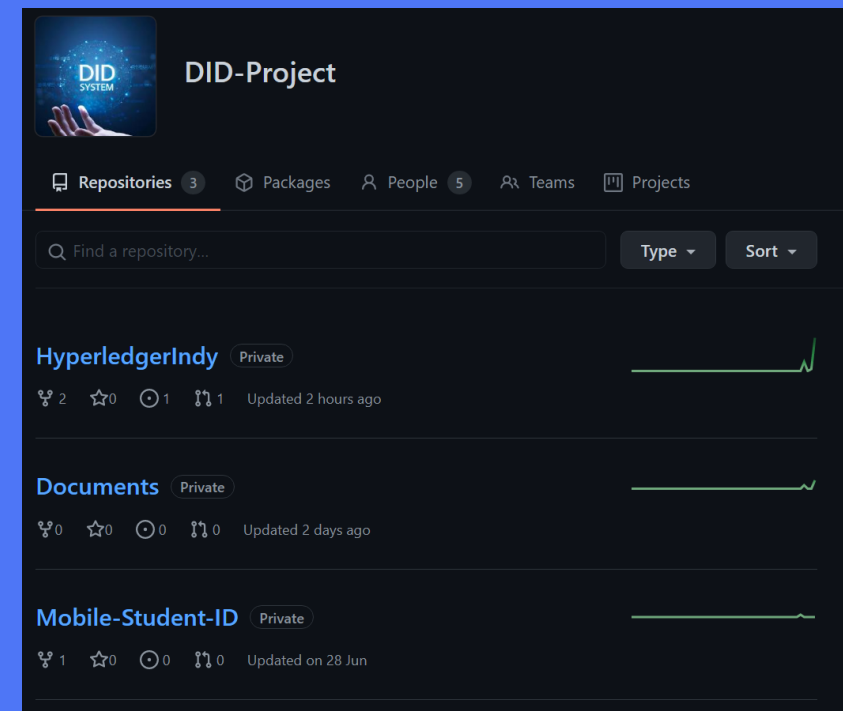 DID
SYSTEM
DID-Project
Repositories 3 Packages People 5 Teams Projects
Find a repository... Type Sort
HyperledgerIndy Private
2 0 1 1 Updated 2 hours ago
Documents Private
0 0 0 0 Updated 2 days ago
Mobile-Student-ID Private
1 0 0 0 Updated on 28 Jun